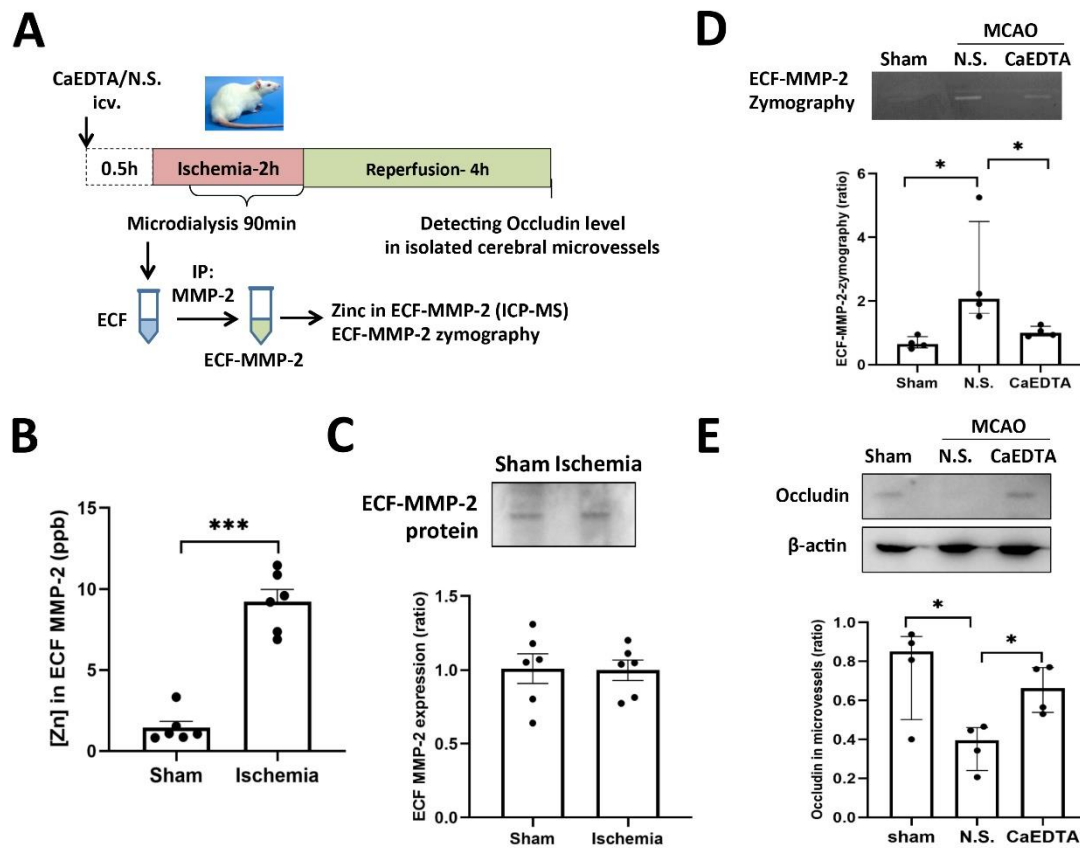 A
CaEDTA/N.S.
icv.
0.5h
Ischemia-2h
Reperfusion- 4h
Microdialysis 90min
Detecting Occludin level
in isolated cerebral microvessels
IP:
MMP-2
ECF
ECF-MMP-2
Zinc in ECF-MMP-2 (ICP-MS)
ECF-MMP-2 zymography
B
[Zn] in ECF MMP-2 (ppb)
15
10
5
0
***
Sham
Ischemia
C
Sham Ischemia
ECF-MMP-2
protein
ECF MMP-2 expression (ratio)
1.5
1.0
0.5
0.0
Sham
Ischemia
D
MCAO
Sham
N.S.
CaEDTA
ECF-MMP-2
Zymography
ECF-MMP-2-zymography (ratio)
6
4
2
0
*
*
Sham
N.S.
CaEDTA
E
MCAO
Sham
N.S.
CaEDTA
Occludin
β-actin
Occludin in microvessels (ratio)
1.0
0.8
0.6
0.4
0.2
0.0
*
*
sham
N.S.
CaEDTA